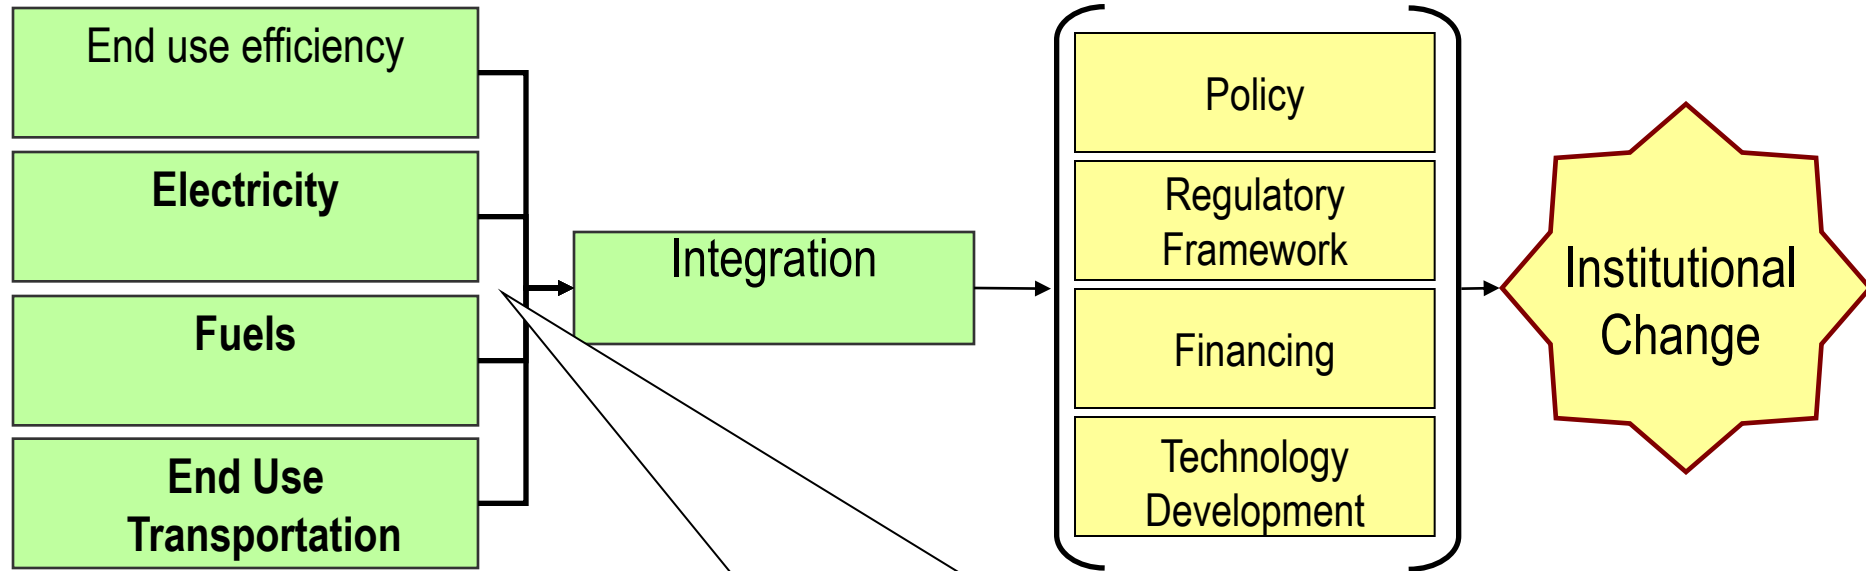 End use efficiency
Electricity
Fuels
End Use
Transportation
Integration
Policy
Regulatory
Framework
Financing
Technology
Development
Institutional
Change